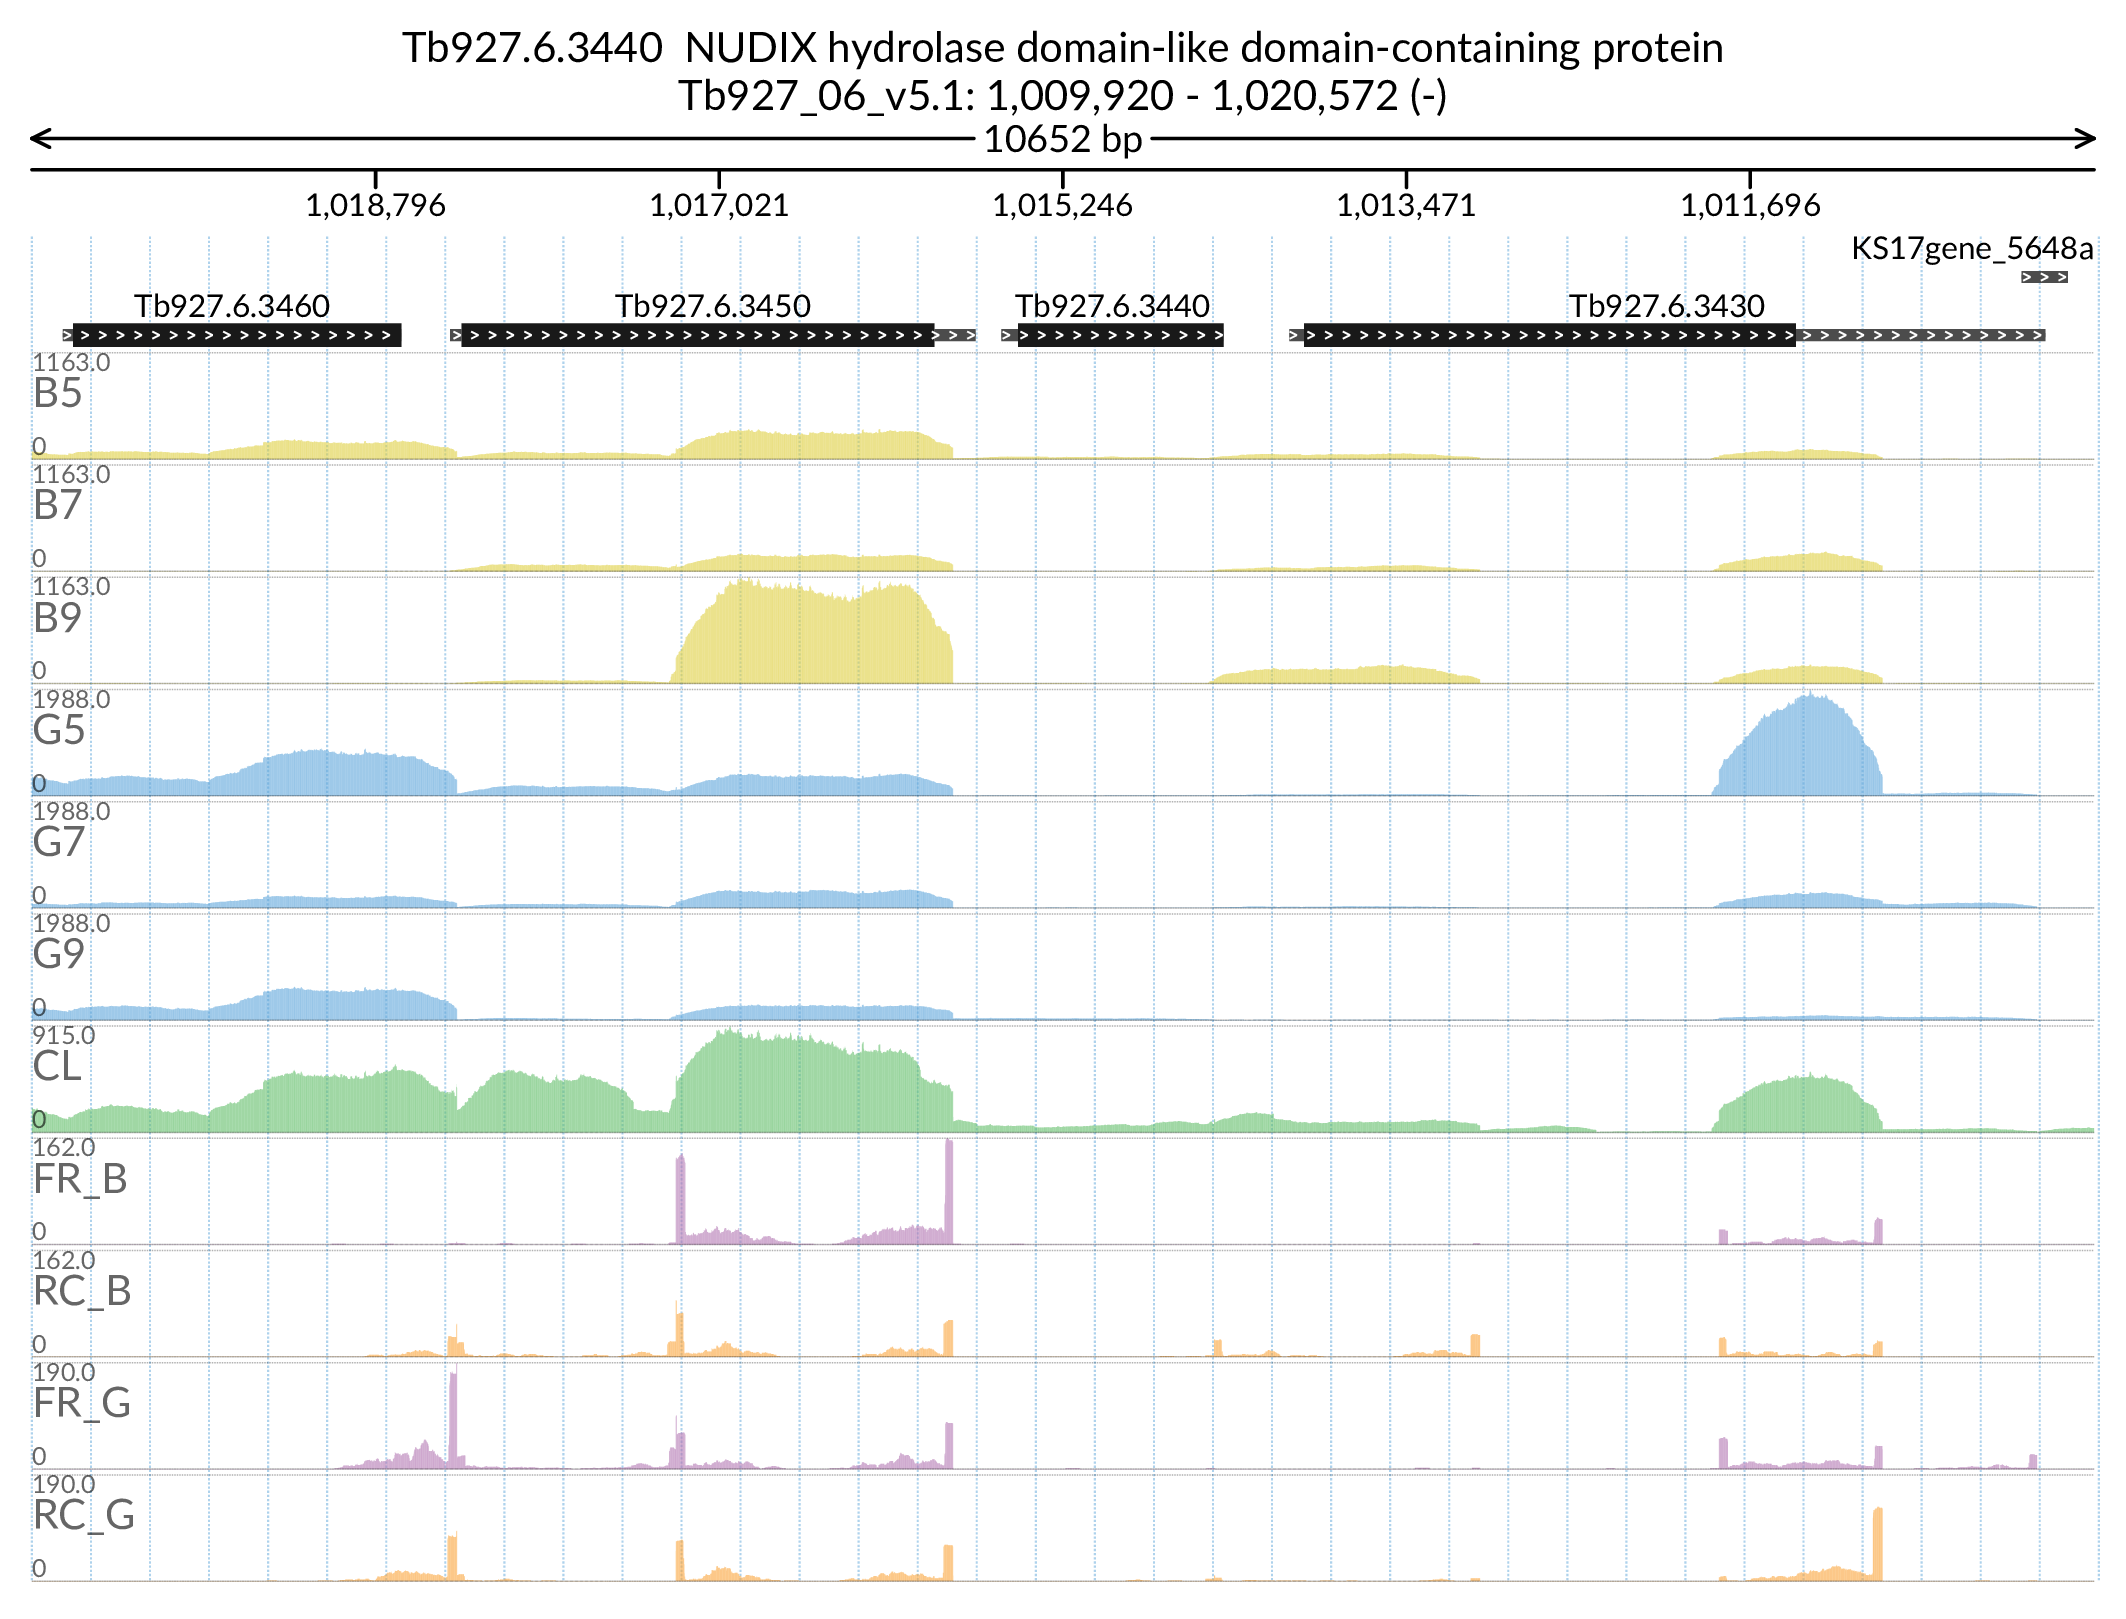 Tb927.6.3440  NUDIX hydrolase domain-like domain-containing protein
Tb927_06_v5.1: 1,009,920 - 1,020,572 (-)
10652 bp
1,018,796 1,017,021 1,015,246 1,013,471 1,011,696
KS17gene_5648a
Tb927.6.3460 Tb927.6.3450 Tb927.6.3440 Tb927.6.3430
1163.0
B5
0
1163.0
B7
0
1163.0
B9
0
1988.0
G5
0
1988.0
G7
0
1988.0
G9
0
915.0
CL
0
162.0
FR_B
0
162.0
RC_B
0
190.0
FR_G
0
190.0
RC_G
0